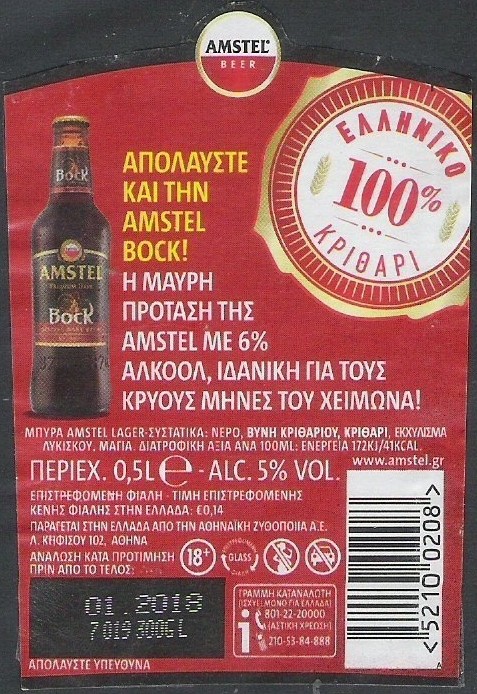 AMSTEL
BEER
ΕΛΛΗΝΙΚΟ
100%
ΚΡΙΘΑΡΙ
ΑΠΟΛΑΥΣΤΕ
ΚΑΙ ΤΗΝ
AMSTEL
BOCK!
Η ΜΑΥΡΗ
ΠΡΟΤΑΣΗ ΤΗΣ
AMSTEL ΜΕ 6%
ΑΛΚΟΟΛ, ΙΔΑΝΙΚΗ ΓΙΑ ΤΟΥΣ
ΚΡΥΟΥΣ ΜΗΝΕΣ ΤΟΥ ΧΕΙΜΩΝΑ!
Bock
AMSTEL
Bock
ΜΠΥΡΑ AMSTEL LAGER-ΣΥΣΤΑΤΙΚΑ: ΝΕΡΟ, ΒΥΝΗ ΚΡΙΘΑΡΙΟΥ, ΚΡΙΘΑΡΙ, ΕΚΧΥΛΙΣΜΑ
ΛΥΚΙΣΚΟΥ, ΜΑΓΙΑ. ΔΙΑΤΡΟΦΙΚΗ ΑΞΙΑ ΑΝΑ 100ML: ΕΝΕΡΓΕΙΑ 172KJ/41KCAL
ΠΕΡΙΕΧ. 0,5L e - ALC. 5% VOL.
www.amstel.gr
ΕΠΙΣΤΡΕΦΟΜΕΝΗ ΦΙΑΛΗ - ΤΙΜΗ ΕΠΙΣΤΡΕΦΟΜΕΝΗΣ
ΚΕΝΗΣ ΦΙΑΛΗΣ ΣΤΗΝ ΕΛΛΑΔΑ: €0,14
ΠΑΡΑΓΕΤΑΙ ΣΤΗΝ ΕΛΛΑΔΑ ΑΠΟ ΤΗΝ ΑΘΗΝΑΪΚΗ ΖΥΘΟΠΟΙΙΑ Α.Ε.
Λ. ΚΗΦΙΣΟΥ 102, ΑΘΗΝΑ
ΑΝΑΛΩΣΗ ΚΑΤΑ ΠΡΟΤΙΜΗΣΗ
ΠΡΙΝ ΑΠΟ ΤΟ ΤΕΛΟΣ:
18+
GLASS
01.2018
ΓΡΑΜΜΗ ΚΑΤΑΝΑΛΩΤΗ
(ΙΣΧΥΕΙ ΜΟΝΟ ΓΙΑ ΕΛΛΑΔΑ)
801-22-20000
(ΑΣΤΙΚΗ ΧΡΕΩΣΗ)
210-53-84-888
ΑΠΟΛΑΥΣΤΕ ΥΠΕΥΘΥΝΑ
<5210 0208>
A